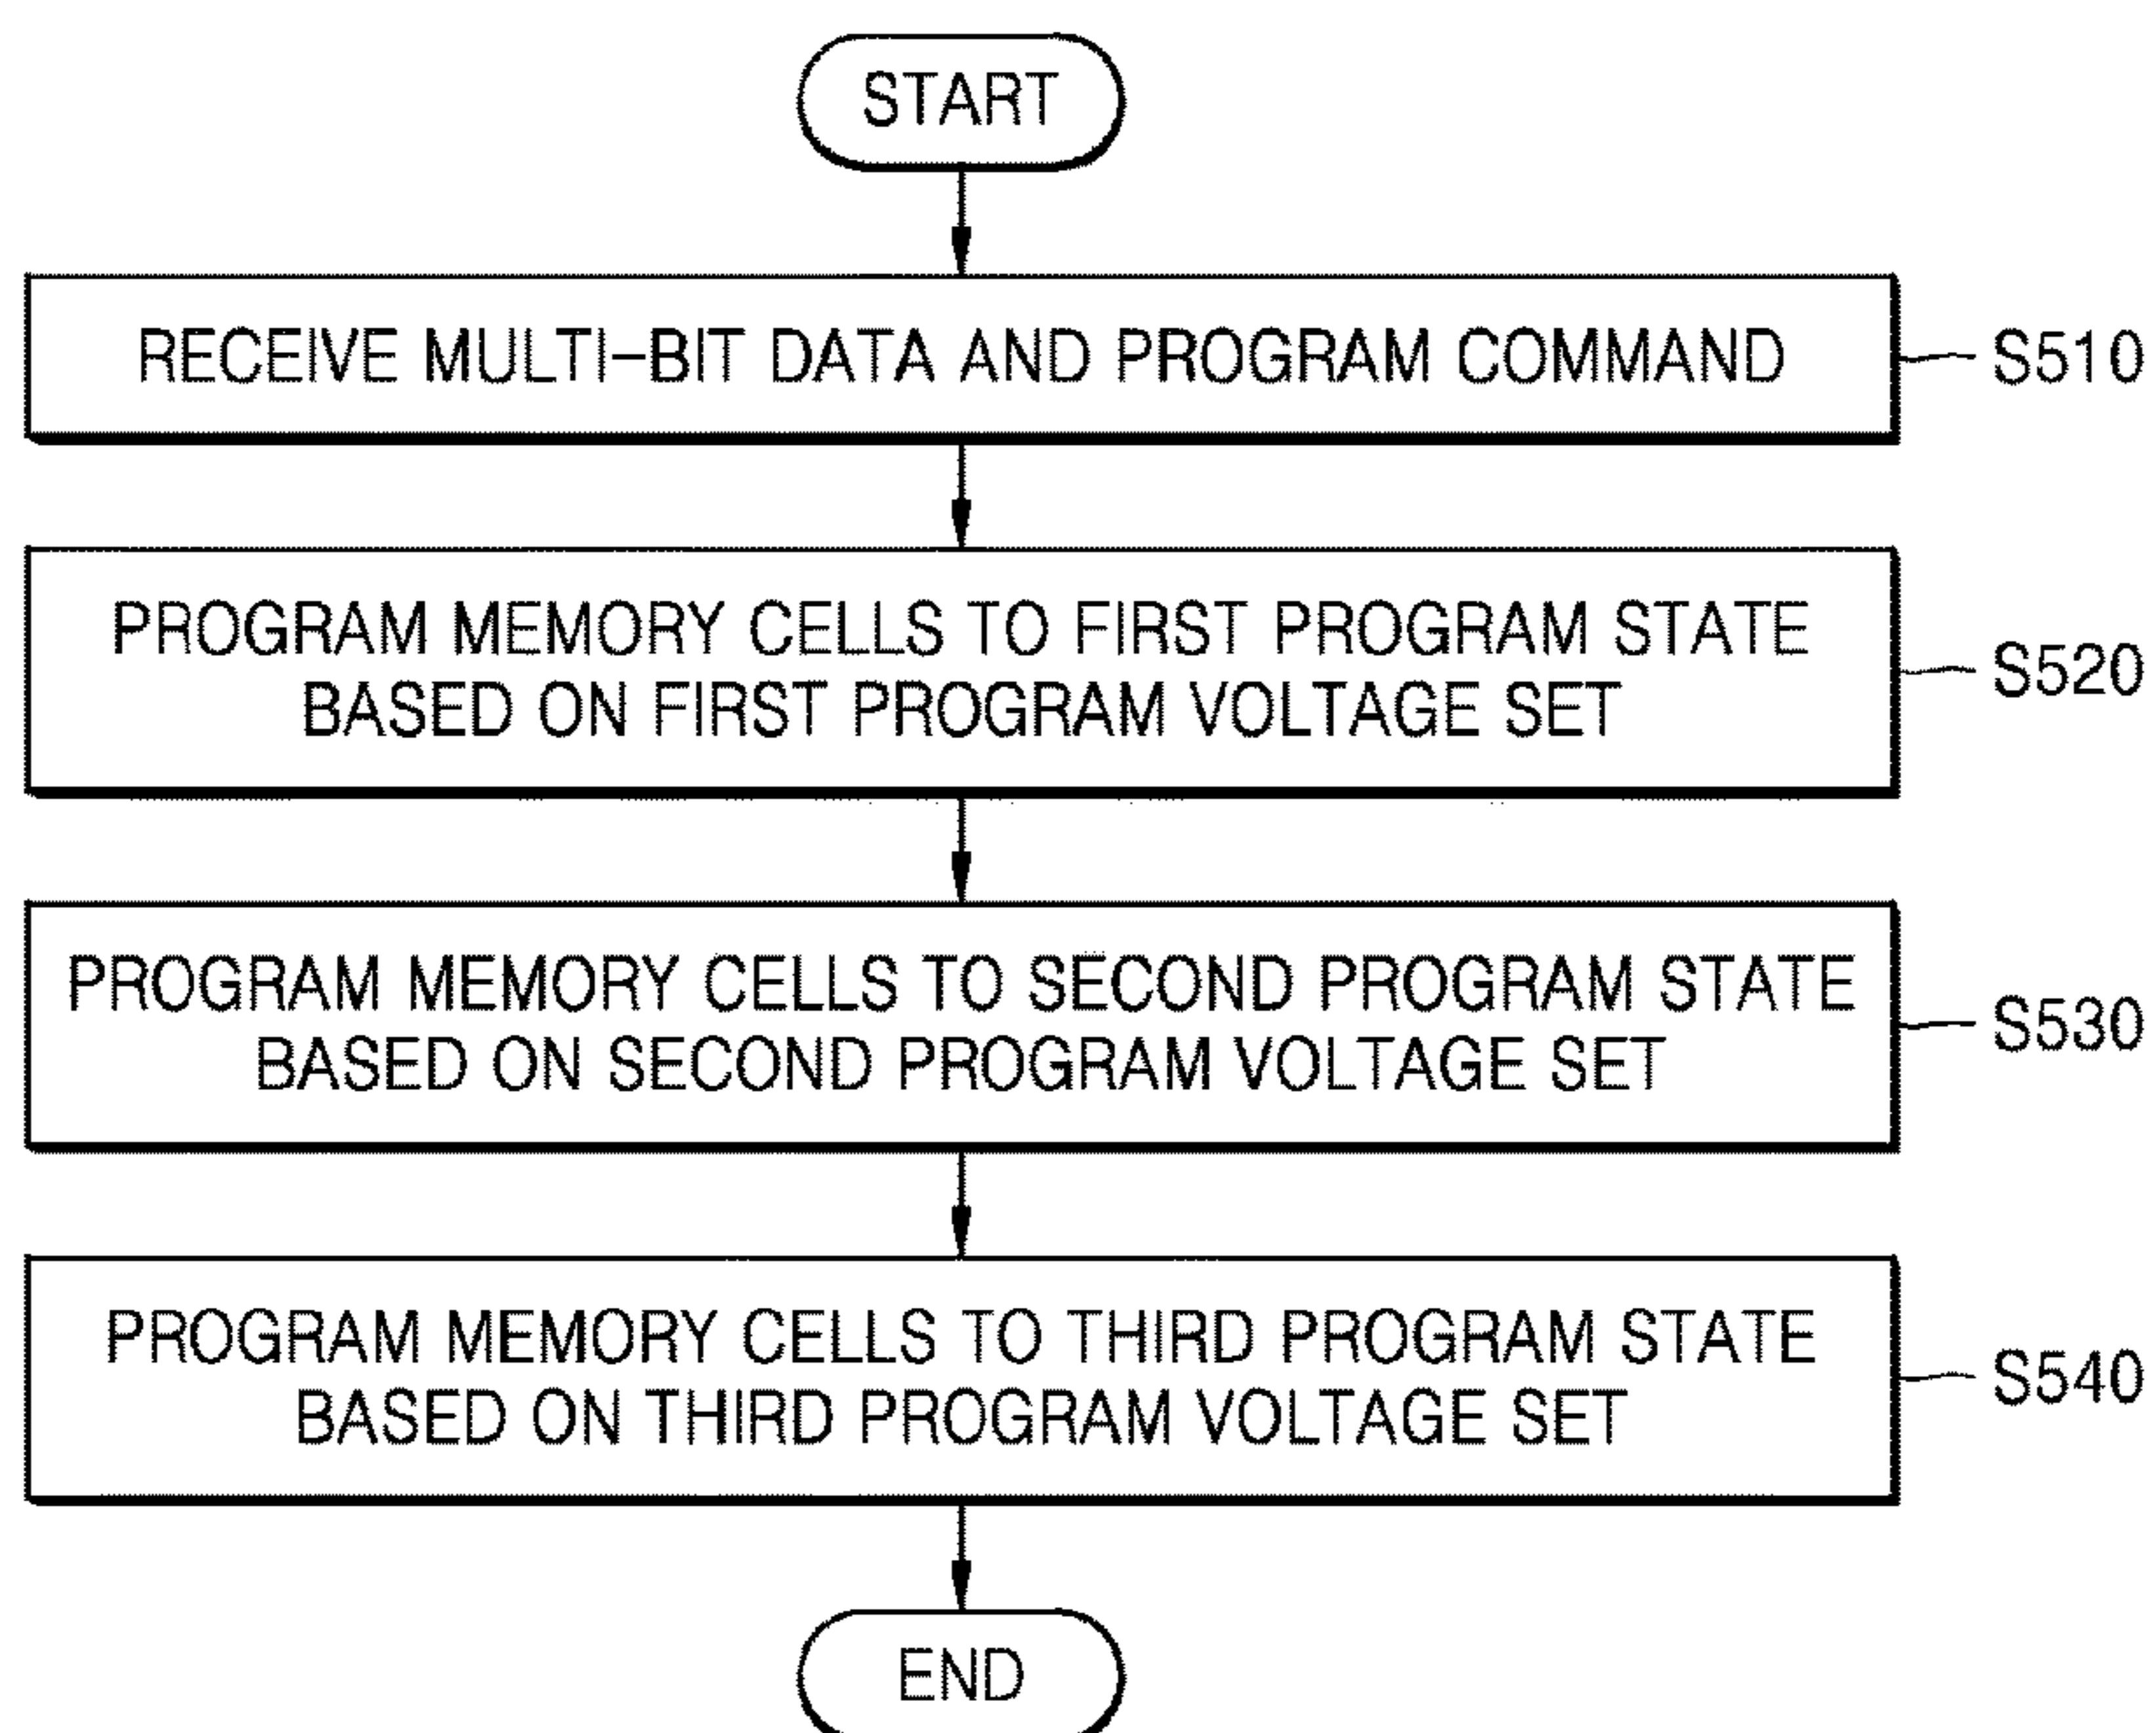 START
RECEIVE MULTI-BIT DATA AND PROGRAM COMMAND
S510
PROGRAM MEMORY CELLS TO FIRST PROGRAM STATE
BASED ON FIRST PROGRAM VOLTAGE SET
S520
PROGRAM MEMORY CELLS TO SECOND PROGRAM STATE
BASED ON SECOND PROGRAM VOLTAGE SET
S530
PROGRAM MEMORY CELLS TO THIRD PROGRAM STATE
BASED ON THIRD PROGRAM VOLTAGE SET
S540
END